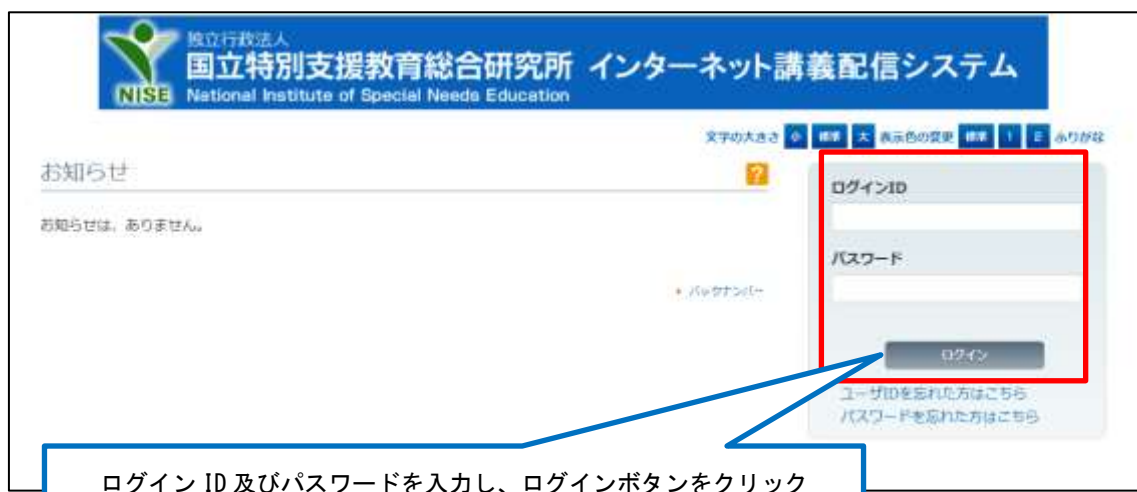 独立行政法人
国立特別支援教育総合研究所 インターネット講義配信システム
NISE National Institute of Special Needs Education
文字の大きさ 小 標準 大 表示色の変更 標準 1 2 ふりがな
お知らせ ?
お知らせは、ありません。
バックナンバー
ログインID
パスワード
ログイン
ユーザIDを忘れた方はこちら
パスワードを忘れた方はこちら
ログイン ID 及びパスワードを入力し、ログインボタンをクリック